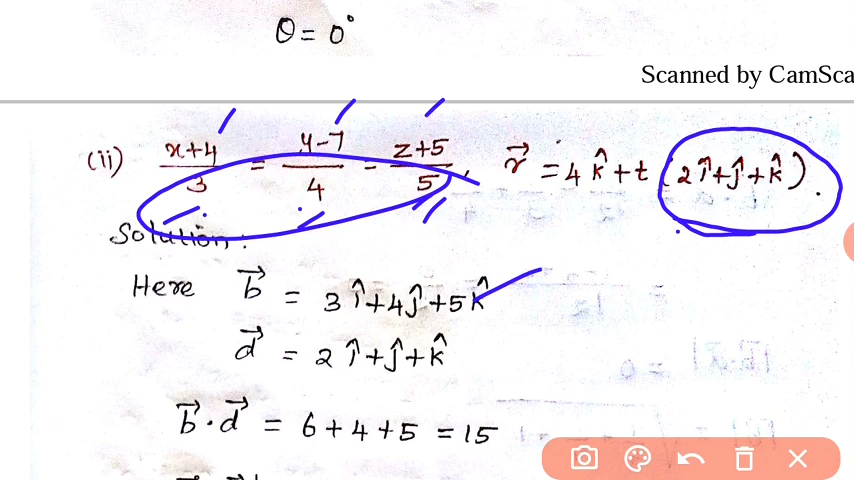 θ = 0°
Scanned by CamSca
(ii) x+4/3 = y-7/4 = z+5/5, r⃗ = 4k̂ + t(2î+ĵ+k̂).
Solution:
Here b⃗ = 3î+4ĵ+5k̂
d⃗ = 2î+ĵ+k̂
b⃗·d⃗ = 6+4+5 = 15